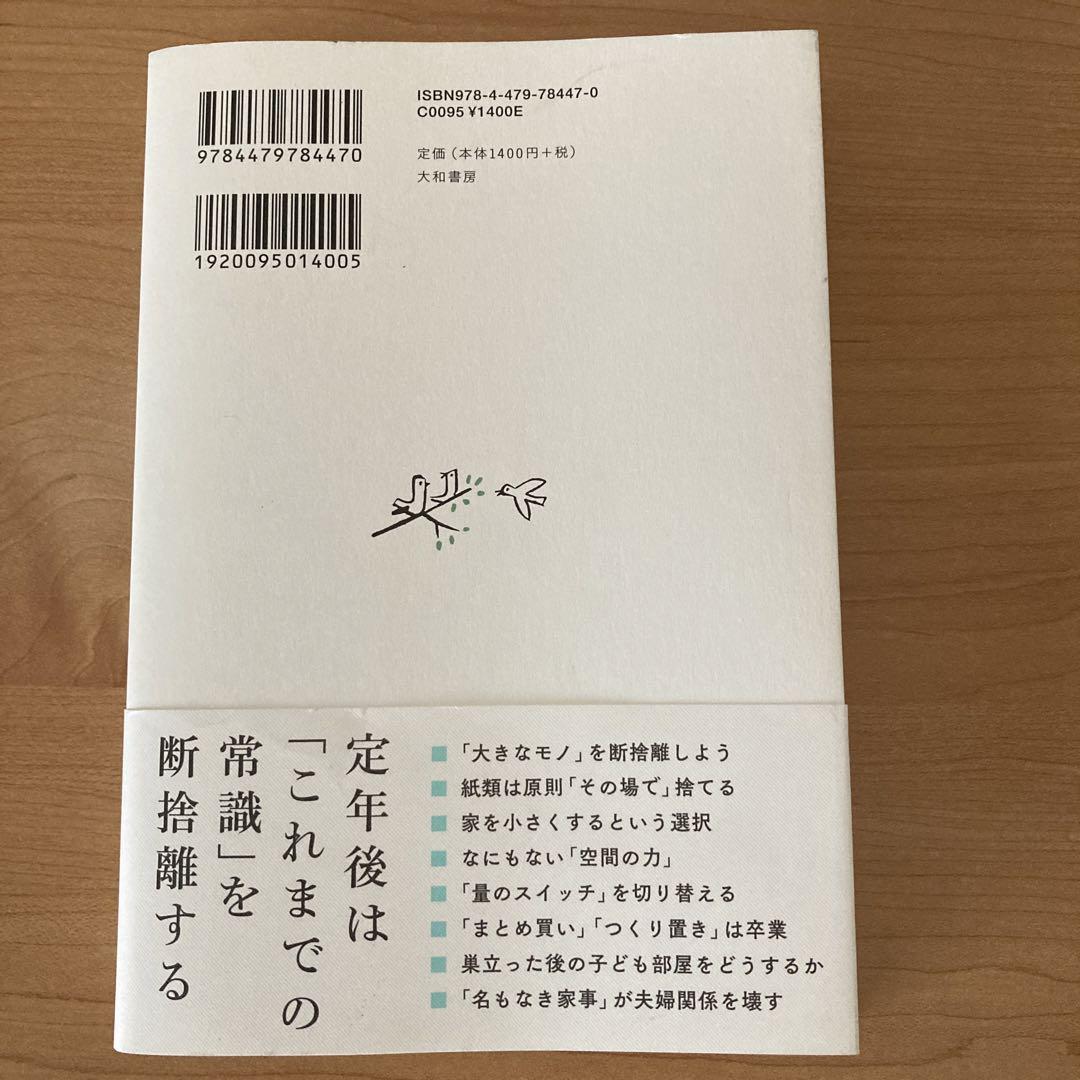 9784479784470
1920095014005
ISBN978-4-479-78447-0
C0095 ¥1400E
定価（本体1400円＋税）
大和書房
定年後は
「これまでの
常識」を
断捨離する
■「大きなモノ」を断捨離しよう
■ 紙類は原則「その場で」捨てる
■ 家を小さくするという選択
■ なにもない「空間の力」
■「量のスイッチ」を切り替える
■「まとめ買い」「つくり置き」は卒業
■ 巣立った後の子ども部屋をどうするか
■「名もなき家事」が夫婦関係を壊す